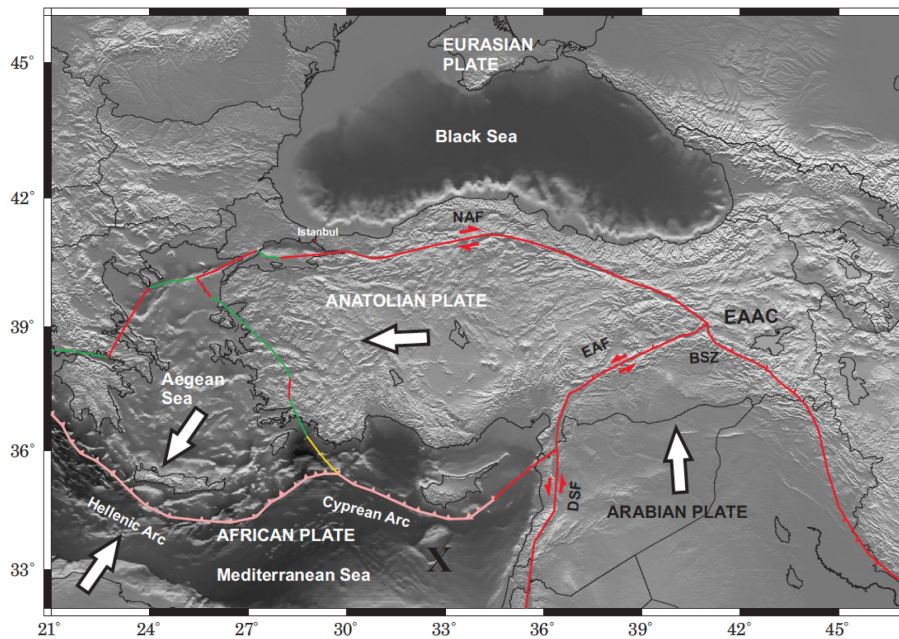 EURASIAN
PLATE
45°
Black Sea
42°
NAF
Istanbul
ANATOLIAN PLATE
EAAC
39°
EAF
BSZ
Aegean
Sea
36°
Cyprean Arc
DSF
ARABIAN PLATE
Hellenic Arc
AFRICAN PLATE
X
Mediterranean Sea
33°
21° 24° 27° 30° 33° 36° 39° 42° 45°